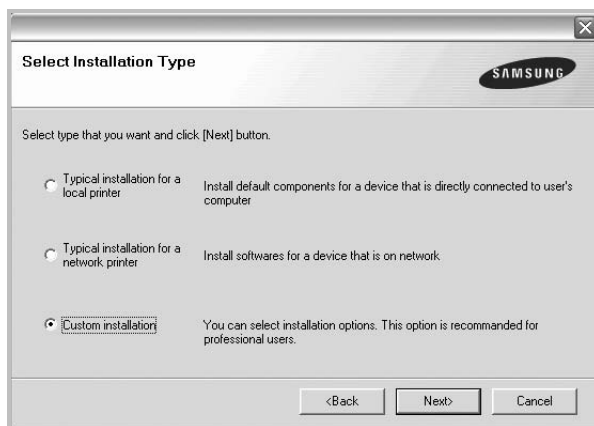 Select Installation Type
SAMSUNG
Select type that you want and click [Next] button.
Typical installation for a
local printer
Install default components for a device that is directly connected to user's
computer
Typical installation for a
network printer
Install softwares for a device that is on network
Custom installation
You can select installation options. This option is recommanded for
professional users.
<Back
Next>
Cancel